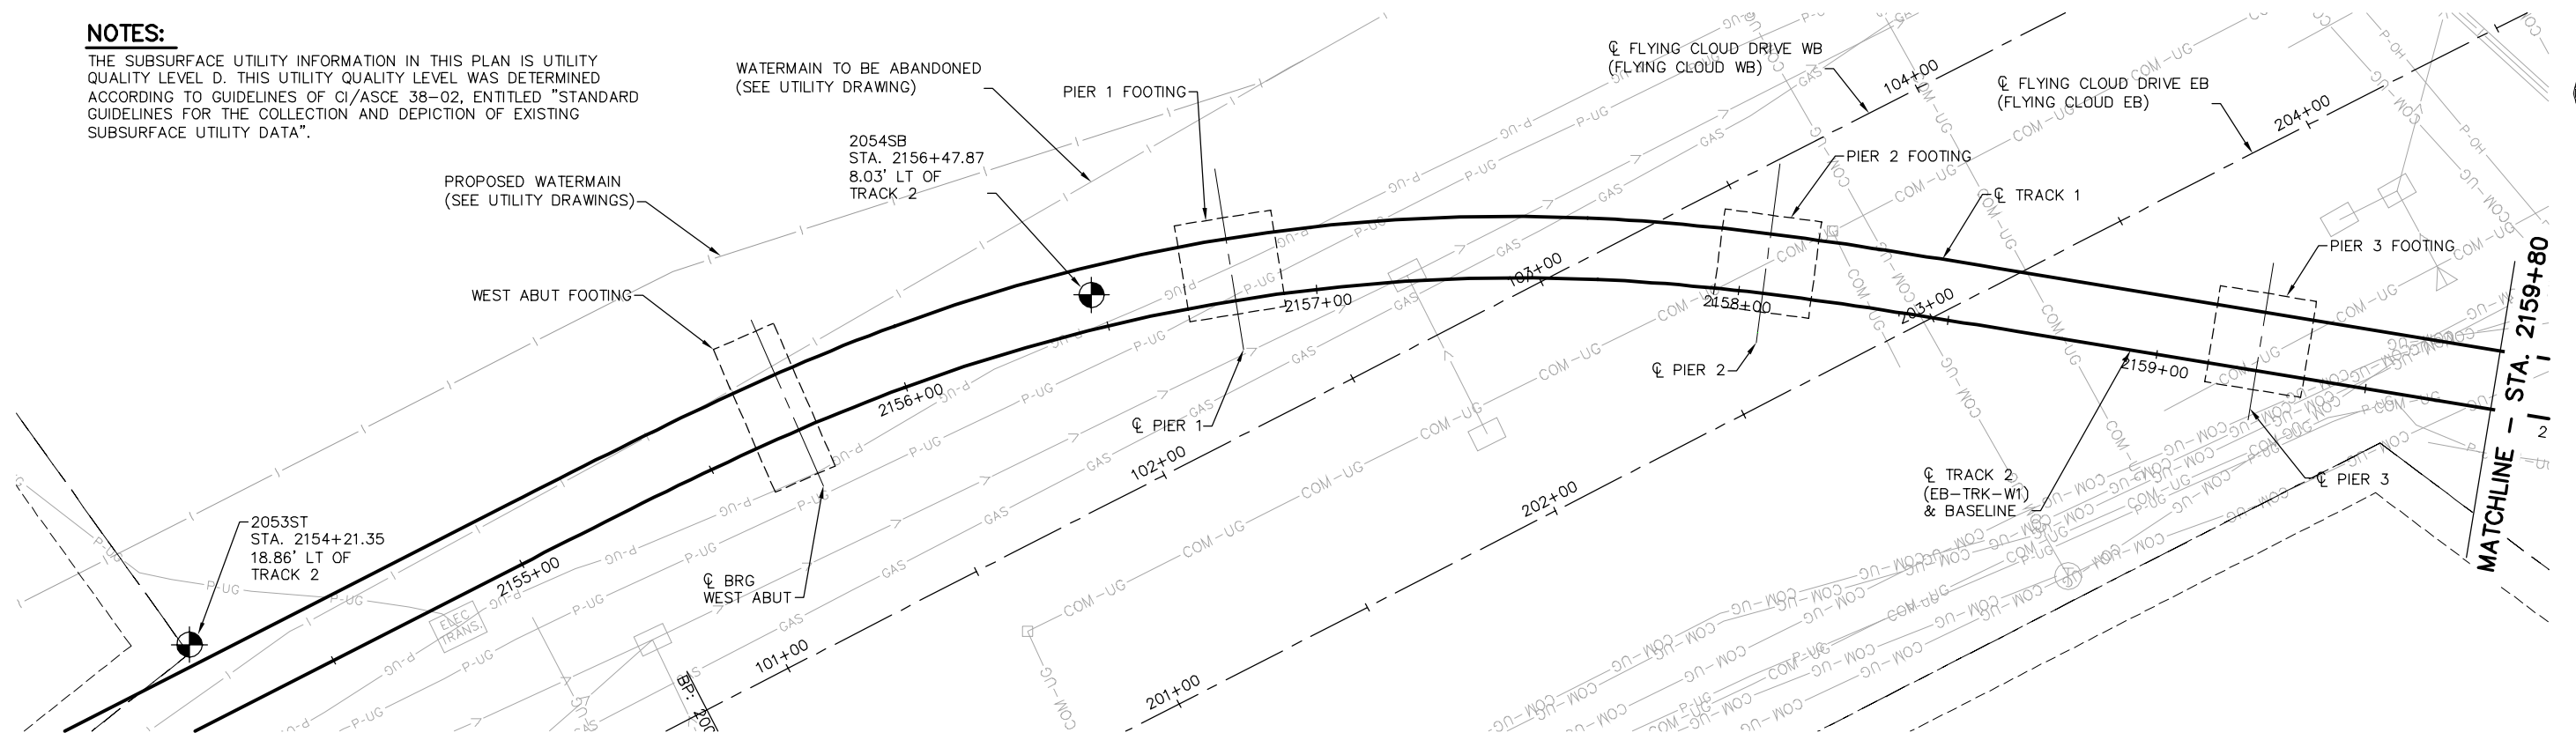 NOTES:
THE SUBSURFACE UTILITY INFORMATION IN THIS PLAN IS UTILITY
QUALITY LEVEL D. THIS UTILITY QUALITY LEVEL WAS DETERMINED
ACCORDING TO GUIDELINES OF CI/ASCE 38-02, ENTITLED "STANDARD
GUIDELINES FOR THE COLLECTION AND DEPICTION OF EXISTING
SUBSURFACE UTILITY DATA".
WATERMAIN TO BE ABANDONED
(SEE UTILITY DRAWING)
PIER 1 FOOTING
℄ FLYING CLOUD DRIVE WB
(FLYING CLOUD WB)
104+00
℄ FLYING CLOUD DRIVE EB
(FLYING CLOUD EB)
204+00
2054SB
STA. 2156+47.87
8.03' LT OF
TRACK 2
PROPOSED WATERMAIN
(SEE UTILITY DRAWINGS)
PIER 2 FOOTING
℄ TRACK 1
PIER 3 FOOTING
WEST ABUT FOOTING
103+00
2157+00
2158+00
203+00
2156+00
℄ PIER 1
℄ PIER 2
2159+00
MATCHLINE - STA. 2159+80
2
102+00
202+00
℄ TRACK 2
(EB-TRK-W1)
& BASELINE
℄ PIER 3
2053ST
STA. 2154+21.35
18.86' LT OF
TRACK 2
2155+00
℄ BRG
WEST ABUT
ELEC
TRANS.
101+00
201+00
BP: 200
P-UG
GAS
COM-UG
P-OH